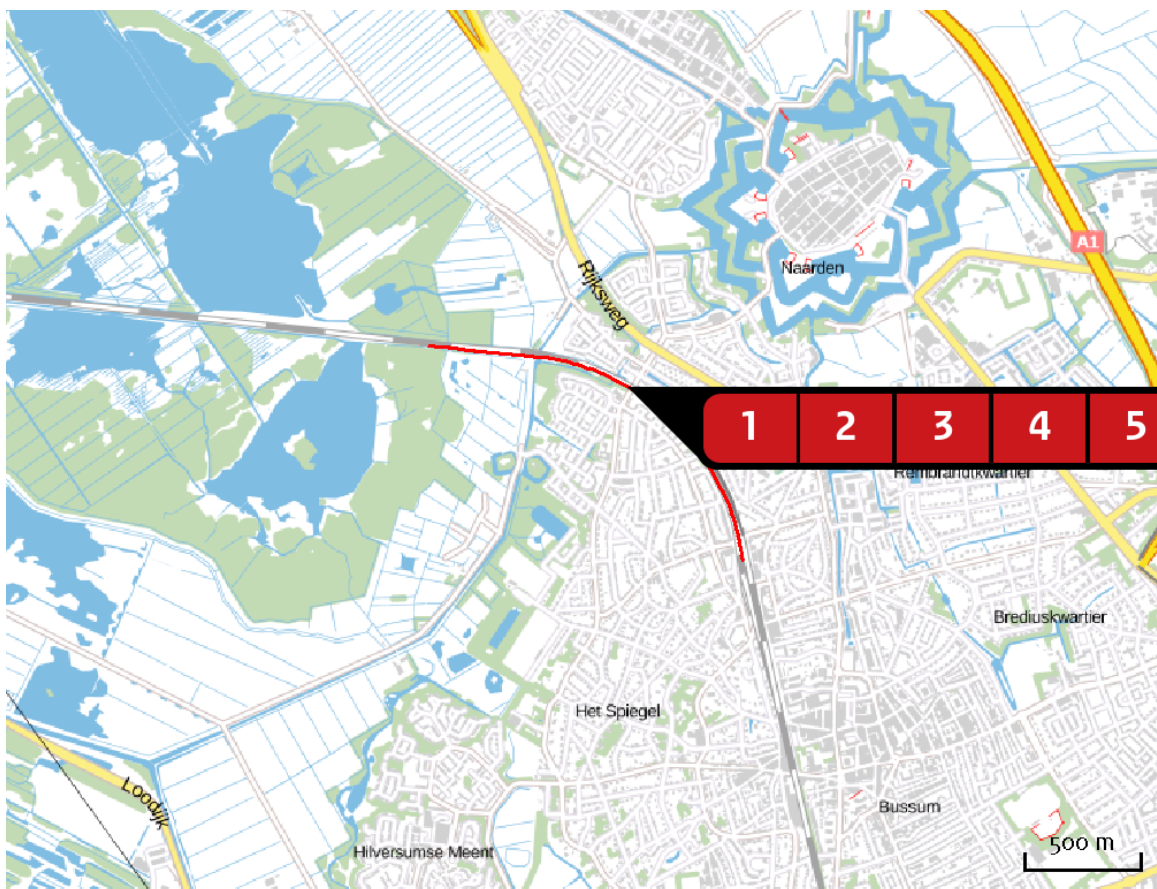 A1
Naarden
Rijksweg
1 2 3 4 5
Rembrandtkwartier
Brediuskwartier
Het Spiegel
Loodijk
Bussum
Hilversumse Meent
500 m